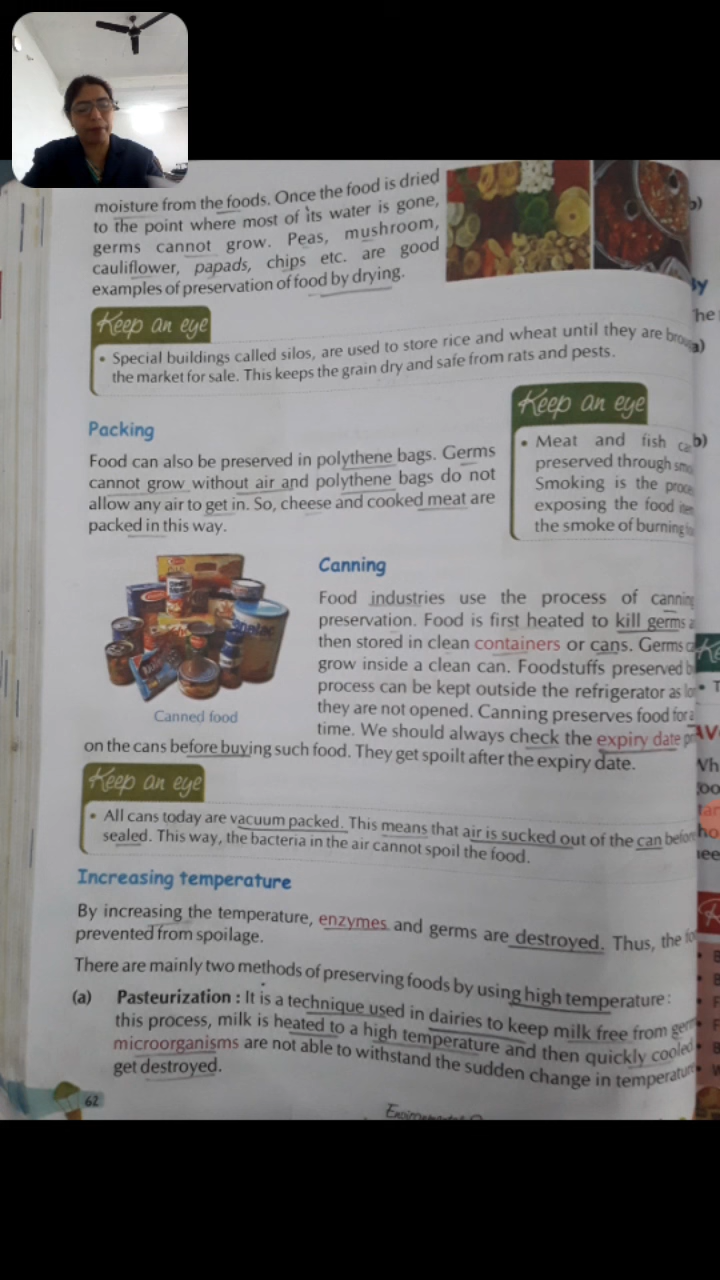 moisture from the foods. Once the food is dried
to the point where most of its water is gone,
germs cannot grow. Peas, mushroom,
cauliflower, papads, chips etc. are good
examples of preservation of food by drying.
Keep an eye
• Special buildings called silos, are used to store rice and wheat until they are
the market for sale. This keeps the grain dry and safe from rats and pests.
Packing
Food can also be preserved in polythene bags. Germs
cannot grow without air and polythene bags do not
allow any air to get in. So, cheese and cooked meat are
packed in this way.
Keep an eye
• Meat and fish
preserved through
Smoking is the
exposing the food
the smoke of burning
Canning
Food industries use the process of canning
preservation. Food is first heated to kill germs
then stored in clean containers or cans. Germs
grow inside a clean can. Foodstuffs preserved
process can be kept outside the refrigerator as
they are not opened. Canning preserves food for a
time. We should always check the expiry date
on the cans before buying such food. They get spoilt after the expiry date.
Canned food
Keep an eye
• All cans today are vacuum packed. This means that air is sucked out of the can before
sealed. This way, the bacteria in the air cannot spoil the food.
Increasing temperature
By increasing the temperature, enzymes and germs are destroyed. Thus, the
prevented from spoilage.
There are mainly two methods of preserving foods by using high temperature :
(a) Pasteurization : It is a technique used in dairies to keep milk free from
this process, milk is heated to a high temperature and then quickly cooled.
microorganisms are not able to withstand the sudden change in temperature
get destroyed.
62
b)
a)
b)